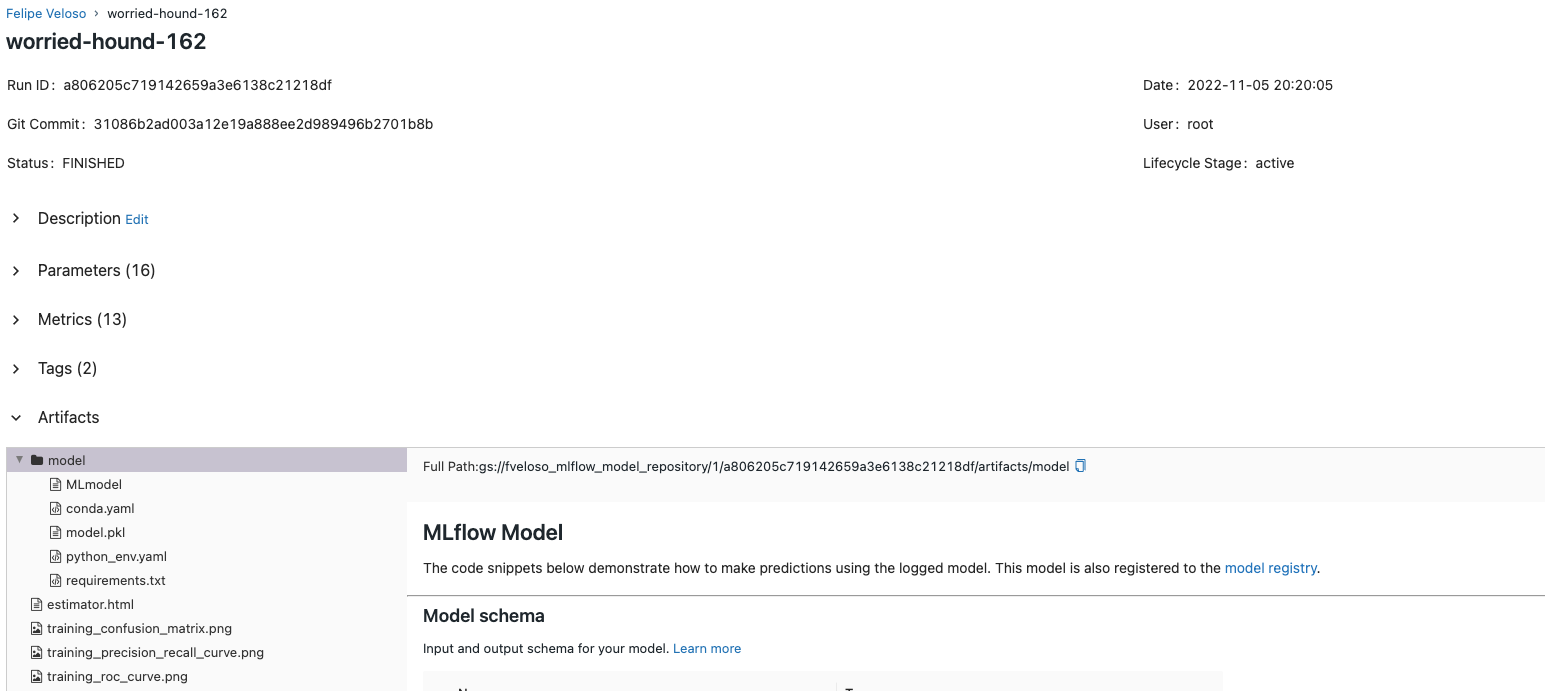 Felipe Veloso › worried-hound-162
worried-hound-162
Run ID: a806205c719142659a3e6138c21218df
Date: 2022-11-05 20:20:05
Git Commit: 31086b2ad003a12e19a888ee2d989496b2701b8b
User: root
Status: FINISHED
Lifecycle Stage: active
Description Edit
Parameters (16)
Metrics (13)
Tags (2)
Artifacts
model
MLmodel
conda.yaml
model.pkl
python_env.yaml
requirements.txt
estimator.html
training_confusion_matrix.png
training_precision_recall_curve.png
training_roc_curve.png
Full Path:gs://fveloso_mlflow_model_repository/1/a806205c719142659a3e6138c21218df/artifacts/model
MLflow Model
The code snippets below demonstrate how to make predictions using the logged model. This model is also registered to the model registry.
Model schema
Input and output schema for your model. Learn more